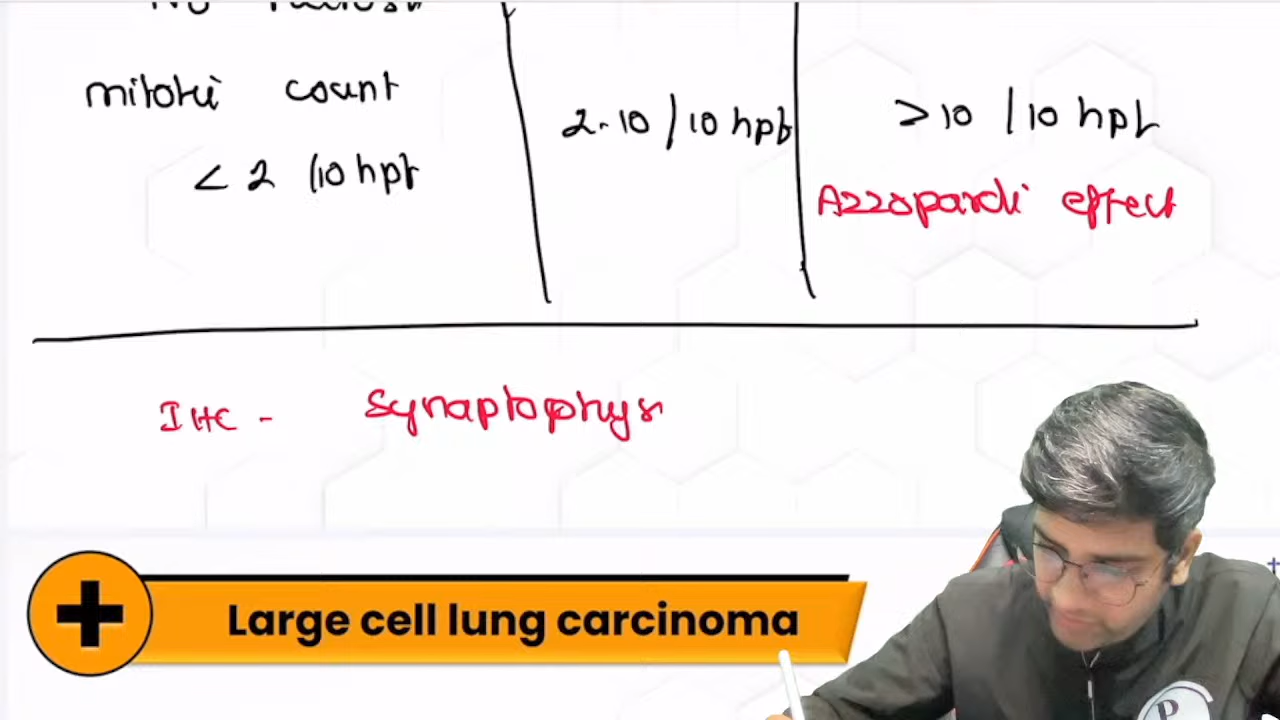 mitotic count
< 2 /10 hpf
2-10 /10 hpf
>10 /10 hpf
Azzopardi effect
IHC - Synaptophys
Large cell lung carcinoma
P